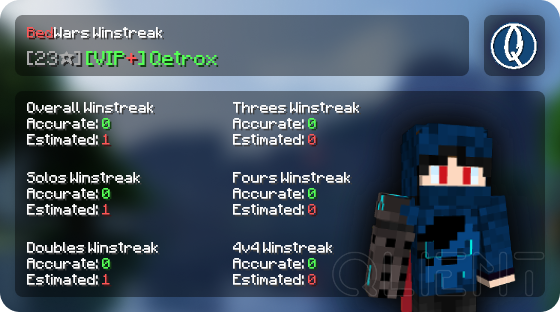 BedWars Winstreak
[23☆] [VIP+] Qetrox
Overall Winstreak
Accurate: 0
Estimated: 1
Threes Winstreak
Accurate: 0
Estimated: 0
Solos Winstreak
Accurate: 0
Estimated: 1
Fours Winstreak
Accurate: 0
Estimated: 0
Doubles Winstreak
Accurate: 0
Estimated: 1
4v4 Winstreak
Accurate: 0
Estimated: 0
QLIENT
Q